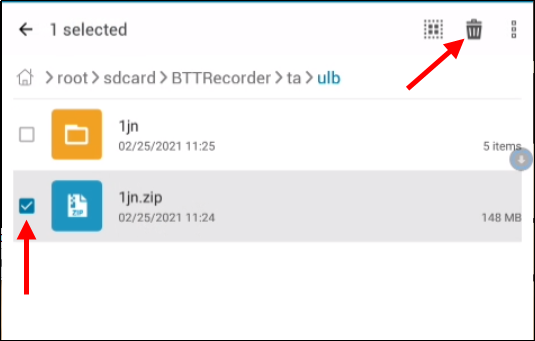 1 selected
root sdcard BTTRecorder ta ulb
1jn
02/25/2021 11:25
5 items
1jn.zip
ZIP
02/25/2021 11:24
148 MB